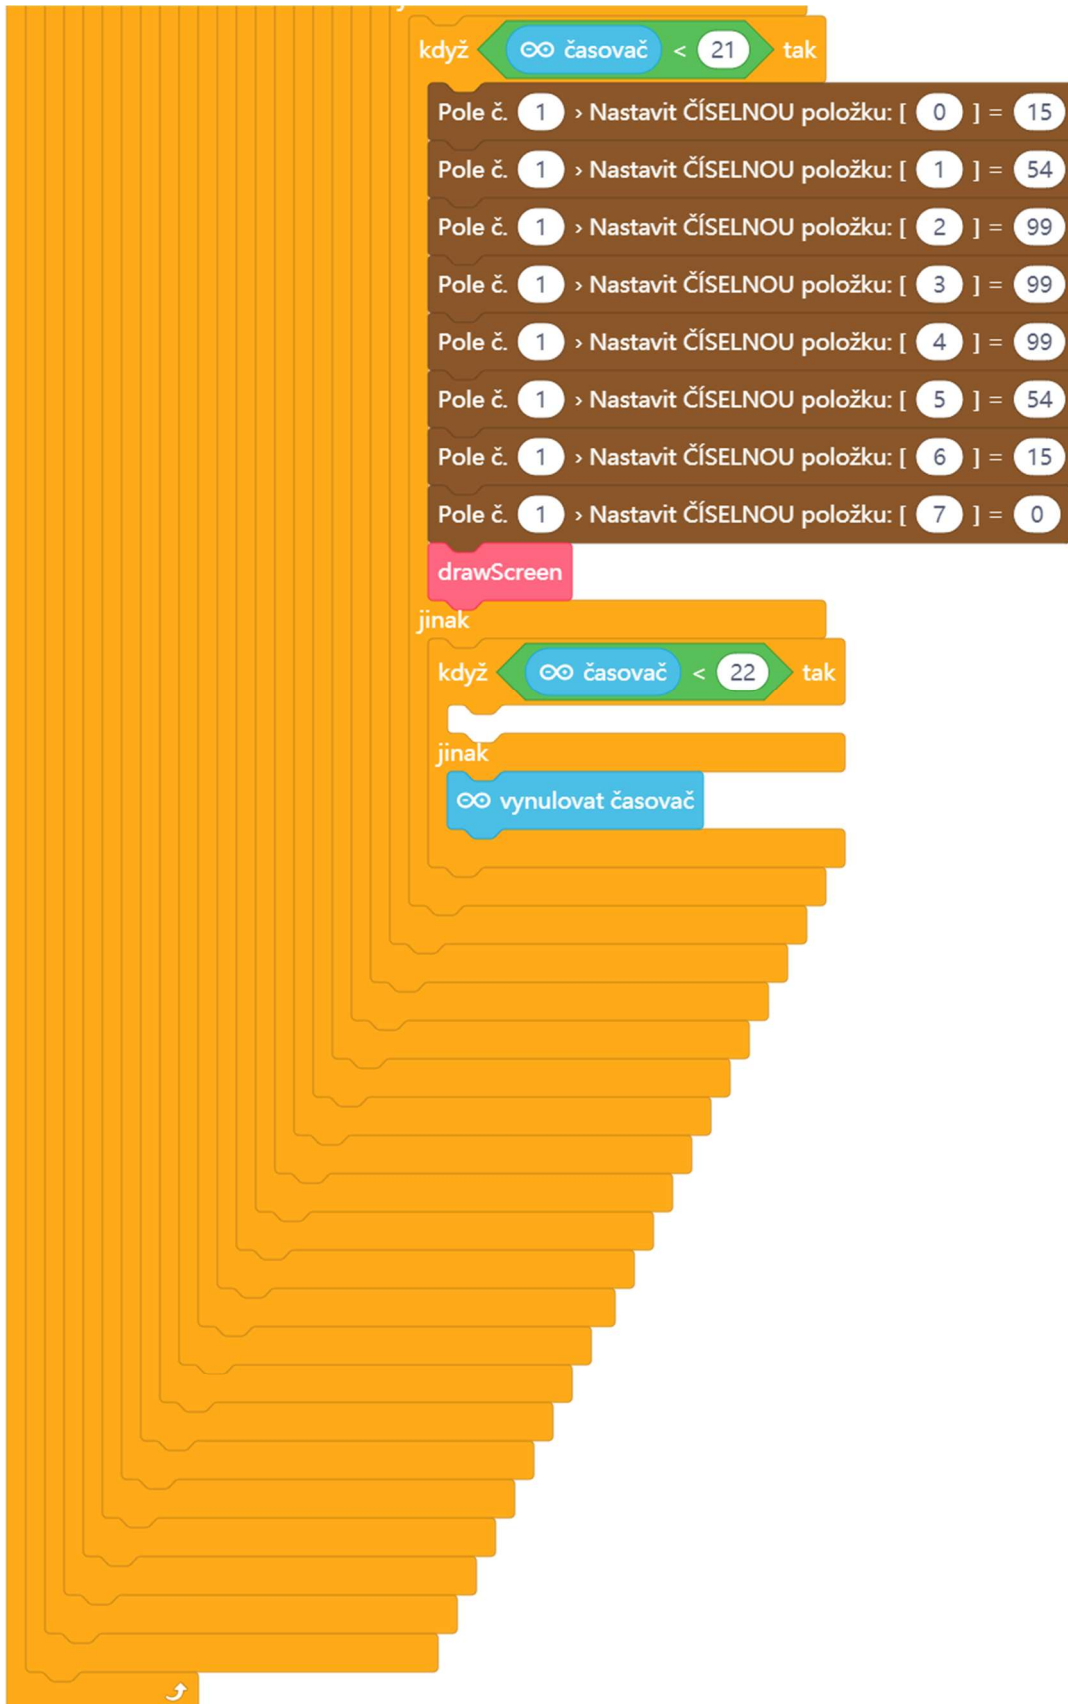 když časovač < 21 tak
Pole č. 1 › Nastavit ČÍSELNOU položku: [ 0 ] = 15
Pole č. 1 › Nastavit ČÍSELNOU položku: [ 1 ] = 54
Pole č. 1 › Nastavit ČÍSELNOU položku: [ 2 ] = 99
Pole č. 1 › Nastavit ČÍSELNOU položku: [ 3 ] = 99
Pole č. 1 › Nastavit ČÍSELNOU položku: [ 4 ] = 99
Pole č. 1 › Nastavit ČÍSELNOU položku: [ 5 ] = 54
Pole č. 1 › Nastavit ČÍSELNOU položku: [ 6 ] = 15
Pole č. 1 › Nastavit ČÍSELNOU položku: [ 7 ] = 0
drawScreen
jinak
když časovač < 22 tak
jinak
vynulovat časovač